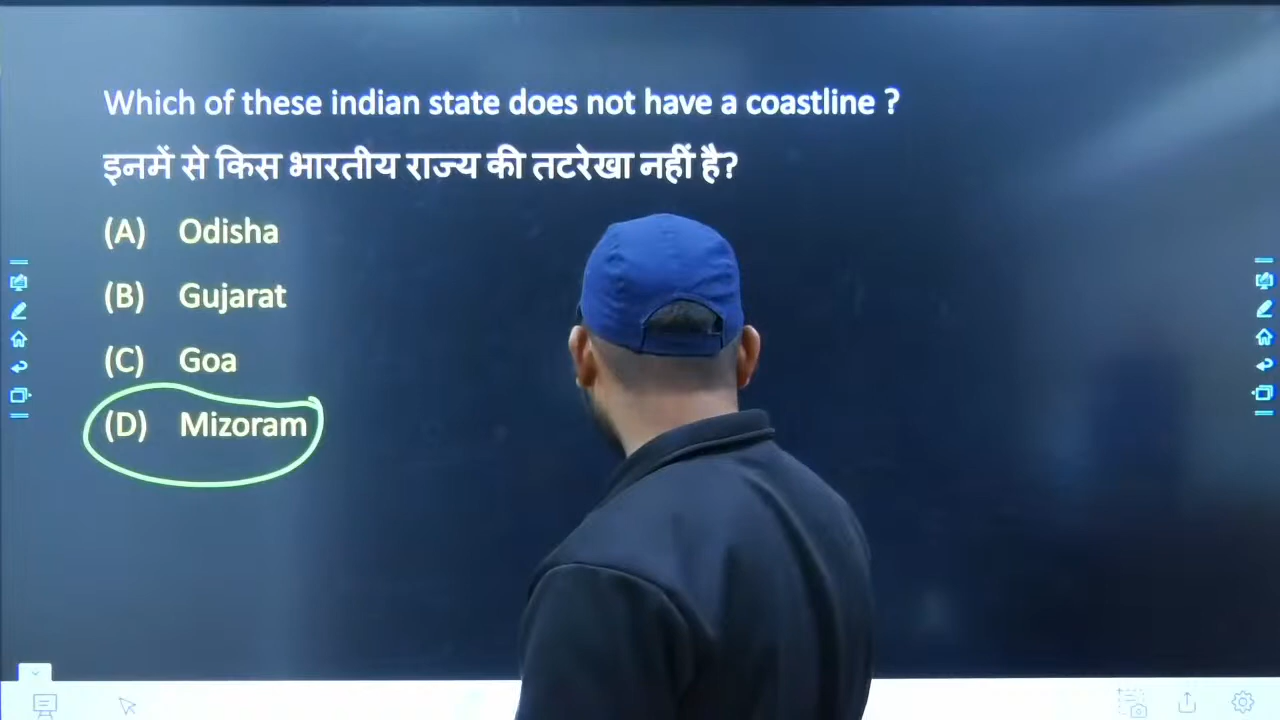 Which of these indian state does not have a coastline ?
इनमें से किस भारतीय राज्य की तटरेखा नहीं है?
(A) Odisha
(B) Gujarat
(C) Goa
(D) Mizoram